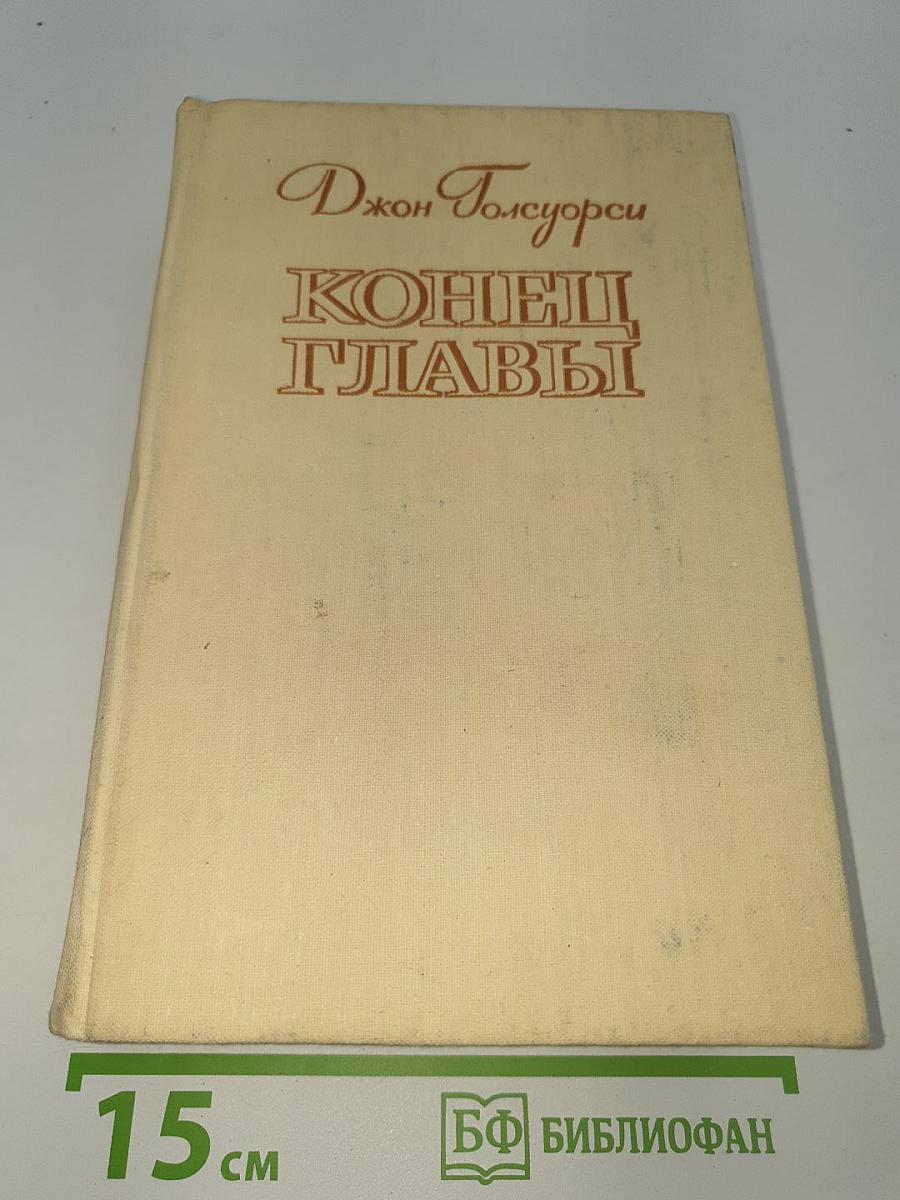 Джон Голсуорси
КОНЕЦ
ГЛАВЫ
15 см
БФ БИБЛИОФАН